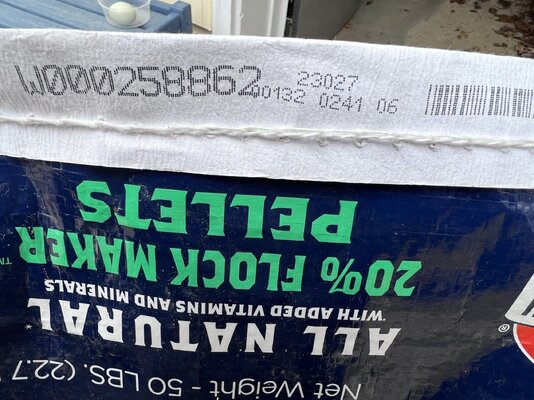 W000258862
23027
00132 0241 06
ALL NATURAL
WITH ADDED VITAMINS AND MINERALS
20% FLOCK MAKER™
PELLETS
Net Weight - 50 LBS. (22.7
®